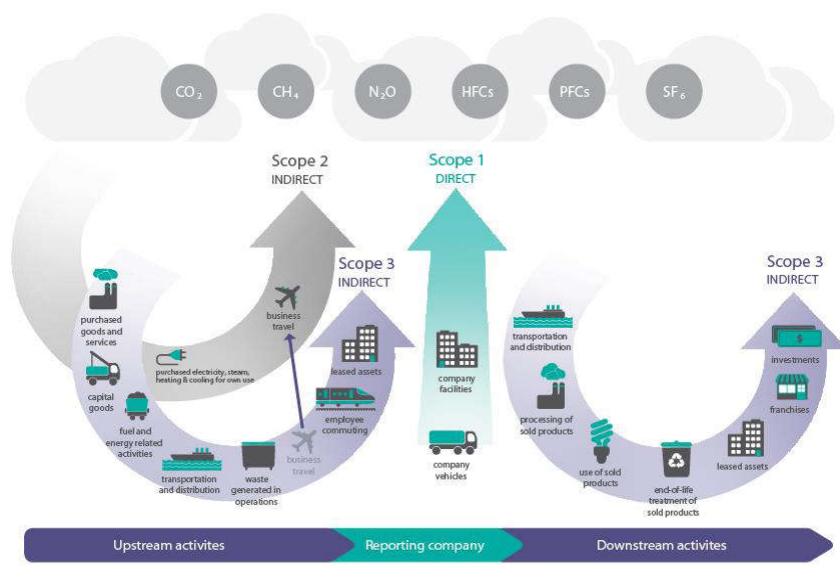 CO₂
CH₄
N₂O
HFCs
PFCs
SF₆
Scope 2
INDIRECT
Scope 1
DIRECT
Scope 3
INDIRECT
Scope 3
INDIRECT
purchased
goods and
services
capital
goods
fuel and
energy related
activities
purchased electricity, steam,
heating & cooling for own use
transportation
and distribution
waste
generated in
operations
business
travel
business
travel
employee
commuting
leased assets
company
facilities
company
vehicles
transportation
and distribution
processing of
sold products
use of sold
products
end-of-life
treatment of
sold products
leased assets
franchises
investments
$
Upstream activites
Reporting company
Downstream activites